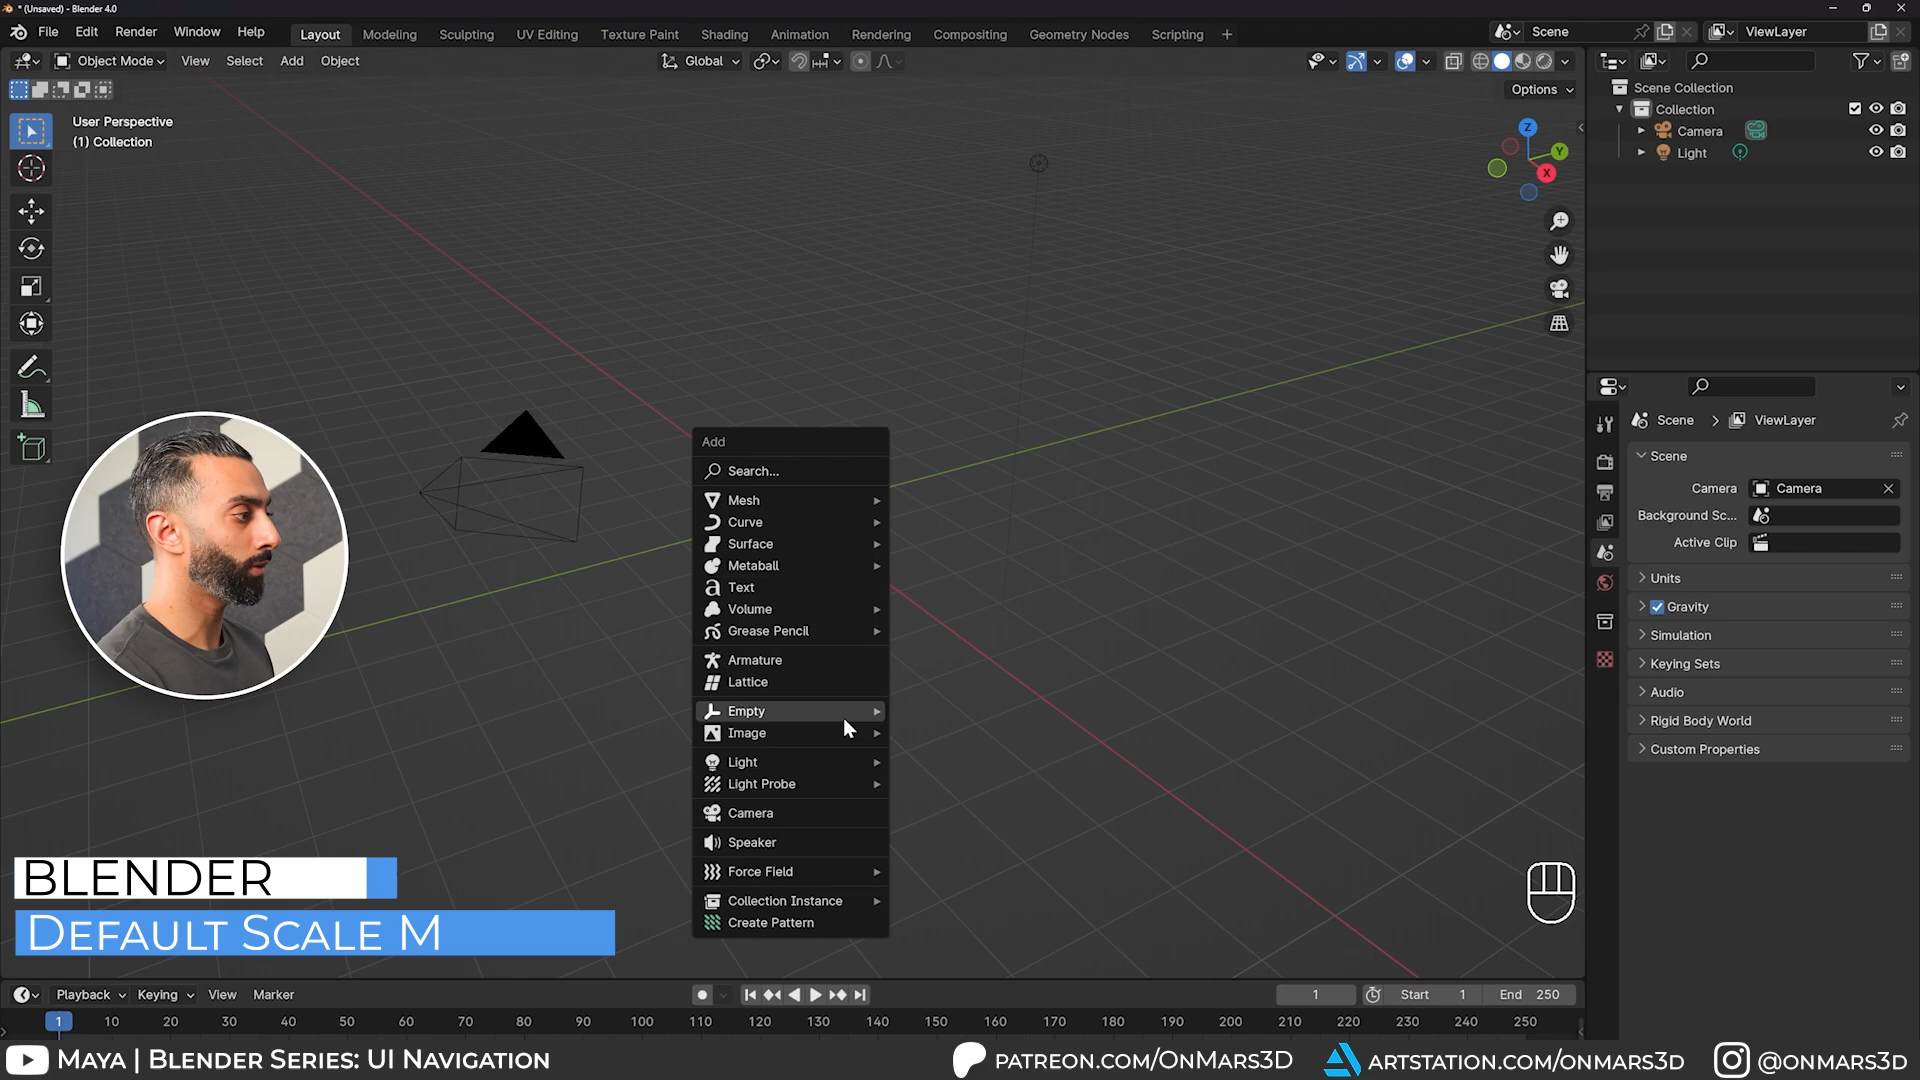 * (Unsaved) - Blender 4.0
File Edit Render Window Help
Layout Modeling Sculpting UV Editing Texture Paint Shading Animation Rendering Compositing Geometry Nodes Scripting +
Scene
ViewLayer
Object Mode View Select Add Object
Global
Options
User Perspective
(1) Collection
Z
Y
X
Scene Collection
Collection
Camera
Light
Scene > ViewLayer
Scene
Camera Camera
Background Sc...
Active Clip
Units
Gravity
Simulation
Keying Sets
Audio
Rigid Body World
Custom Properties
Add
Search...
Mesh
Curve
Surface
Metaball
Text
Volume
Grease Pencil
Armature
Lattice
Empty
Image
Light
Light Probe
Camera
Speaker
Force Field
Collection Instance
Create Pattern
BLENDER
DEFAULT SCALE M
Playback Keying View Marker
1 Start 1 End 250
1 10 20 30 40 50 60 70 80 90 100 110 120 130 140 150 160 170 180 190 200 210 220 230 240 250
MAYA | BLENDER SERIES: UI NAVIGATION
PATREON.COM/ONMARS3D
ARTSTATION.COM/ONMARS3D
@ONMARS3D